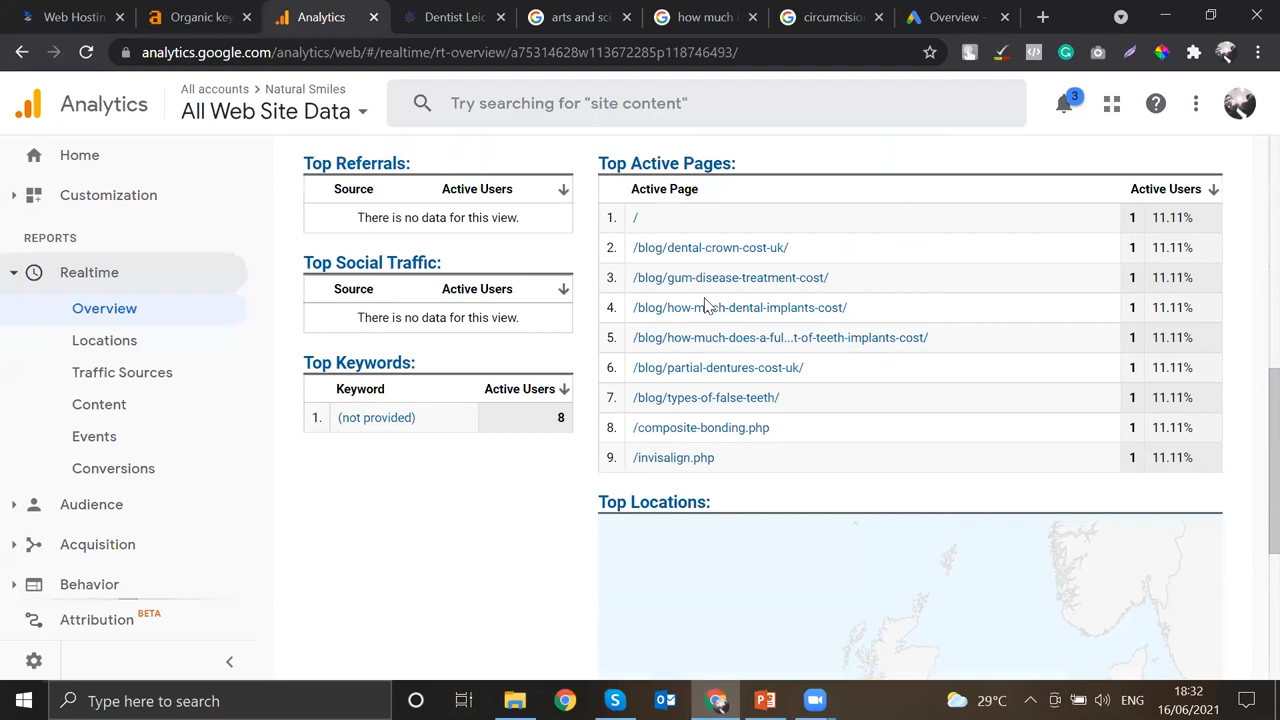 Web Hostin
Organic key
Analytics
Dentist Leic
arts and sci
how much
circumcisio
Overview -
analytics.google.com/analytics/web/#/realtime/rt-overview/a75314628w113672285p118746493/
Analytics
All accounts > Natural Smiles
All Web Site Data
Try searching for "site content"
3
Home
Customization
REPORTS
Realtime
Overview
Locations
Traffic Sources
Content
Events
Conversions
Audience
Acquisition
Behavior
Attribution BETA
Top Referrals:
Source Active Users
There is no data for this view.
Top Social Traffic:
Source Active Users
There is no data for this view.
Top Keywords:
Keyword Active Users
1. (not provided) 8
Top Active Pages:
Active Page Active Users
1. / 1 11.11%
2. /blog/dental-crown-cost-uk/ 1 11.11%
3. /blog/gum-disease-treatment-cost/ 1 11.11%
4. /blog/how-much-dental-implants-cost/ 1 11.11%
5. /blog/how-much-does-a-ful...t-of-teeth-implants-cost/ 1 11.11%
6. /blog/partial-dentures-cost-uk/ 1 11.11%
7. /blog/types-of-false-teeth/ 1 11.11%
8. /composite-bonding.php 1 11.11%
9. /invisalign.php 1 11.11%
Top Locations:
Type here to search
29°C
ENG
18:32
16/06/2021